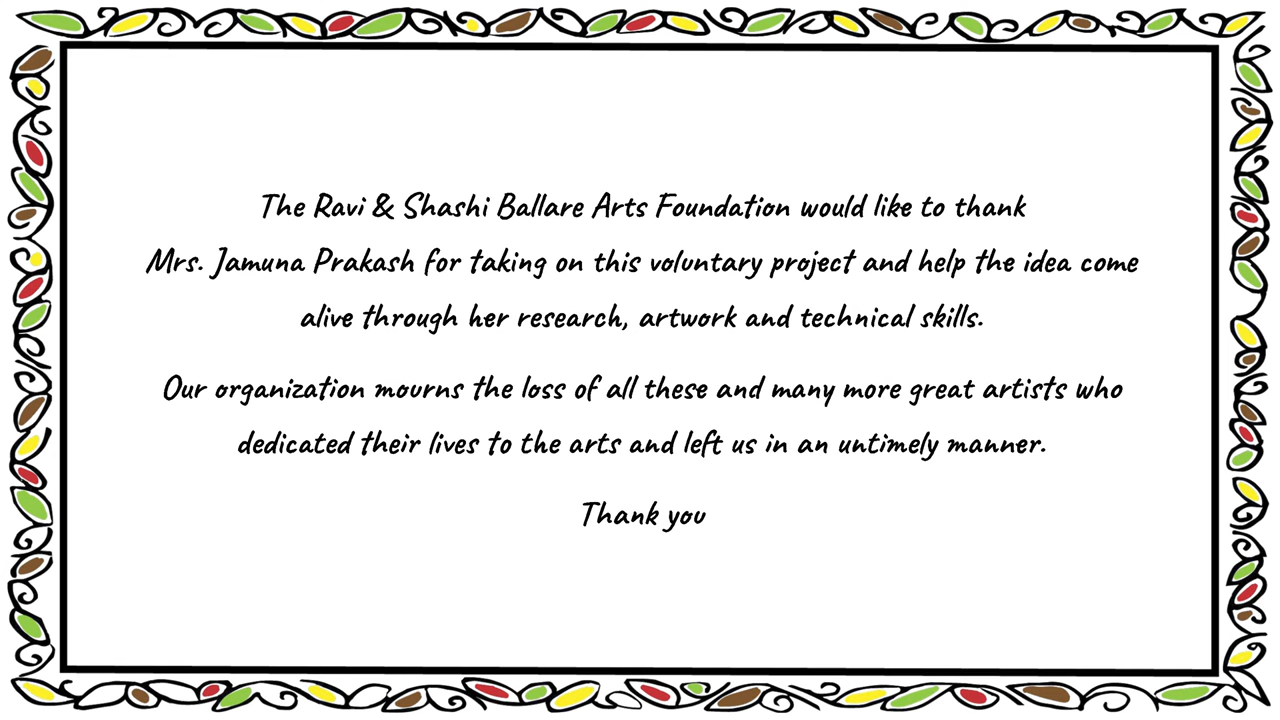 The Ravi & Shashi Ballare Arts Foundation would like to thank
Mrs. Jamuna Prakash for taking on this voluntary project and help the idea come
alive through her research, artwork and technical skills.
Our organization mourns the loss of all these and many more great artists who
dedicated their lives to the arts and left us in an untimely manner.
Thank you